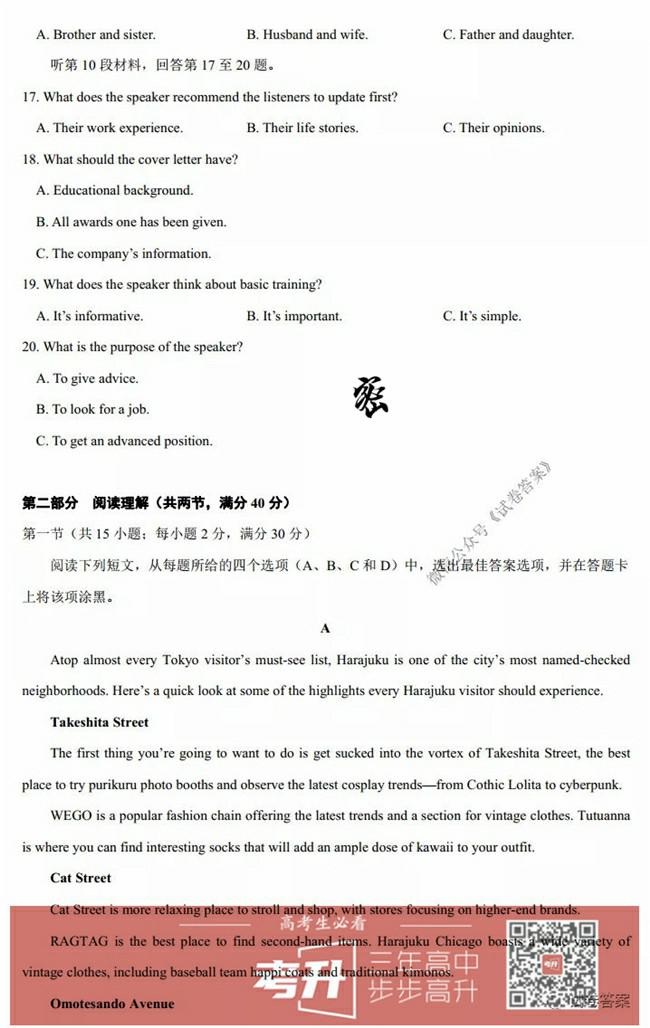 A. Brother and sister. B. Husband and wife. C. Father and daughter.
听第 10 段材料，回答第 17 至 20 题。
17. What does the speaker recommend the listeners to update first?
A. Their work experience. B. Their life stories. C. Their opinions.
18. What should the cover letter have?
A. Educational background.
B. All awards one has been given.
C. The company’s information.
19. What does the speaker think about basic training?
A. It’s informative. B. It’s important. C. It’s simple.
20. What is the purpose of the speaker?
A. To give advice.
B. To look for a job.
C. To get an advanced position.
密
微信公众号《试卷答案》
第二部分 阅读理解（共两节，满分 40 分）
第一节（共 15 小题；每小题 2 分，满分 30 分）
阅读下列短文，从每题所给的四个选项（A、B、C 和 D）中，选出最佳答案选项，并在答题卡
上将该项涂黑。
A
Atop almost every Tokyo visitor’s must-see list, Harajuku is one of the city’s most named-checked
neighborhoods. Here’s a quick look at some of the highlights every Harajuku visitor should experience.
Takeshita Street
The first thing you’re going to want to do is get sucked into the vortex of Takeshita Street, the best
place to try purikuru photo booths and observe the latest cosplay trends—from Cothic Lolita to cyberpunk.
WEGO is a popular fashion chain offering the latest trends and a section for vintage clothes. Tutuanna
is where you can find interesting socks that will add an ample dose of kawaii to your outfit.
Cat Street
Cat Street is more relaxing place to stroll and shop, with stores focusing on higher-end brands.
高考生必看
RAGTAG is the best place to find second-hand items. Harajuku Chicago boasts a wide variety of
vintage clothes, including baseball team happi coats and traditional kimonos.
考升
三年高中
步步高升
考升
Omotesando Avenue
试卷答案